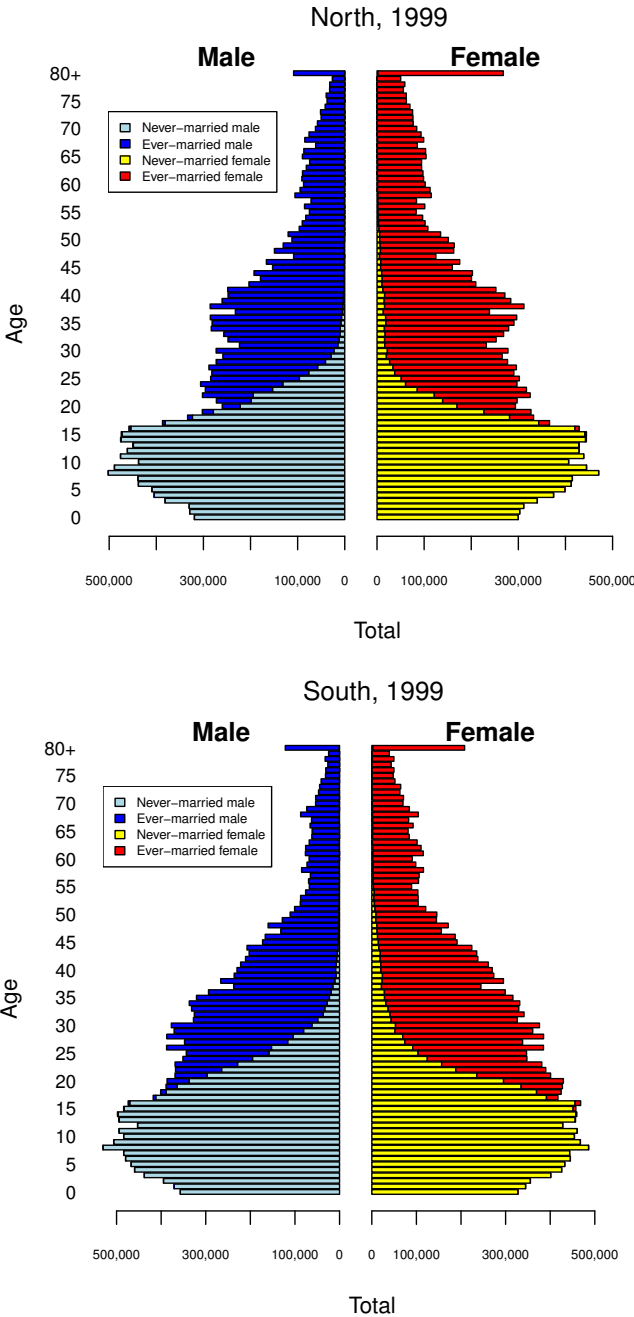 North, 1999
Male Female
80+
75
70
65
60
55
50
45
40
35
30
25
20
15
10
5
0
Age
Never−married male
Ever−married male
Never−married female
Ever−married female
500,000 300,000 100,000 0 0 100,000 300,000 500,000
Total
South, 1999
Male Female
80+
75
70
65
60
55
50
45
40
35
30
25
20
15
10
5
0
Age
Never−married male
Ever−married male
Never−married female
Ever−married female
500,000 300,000 100,000 0 0 100,000 300,000 500,000
Total